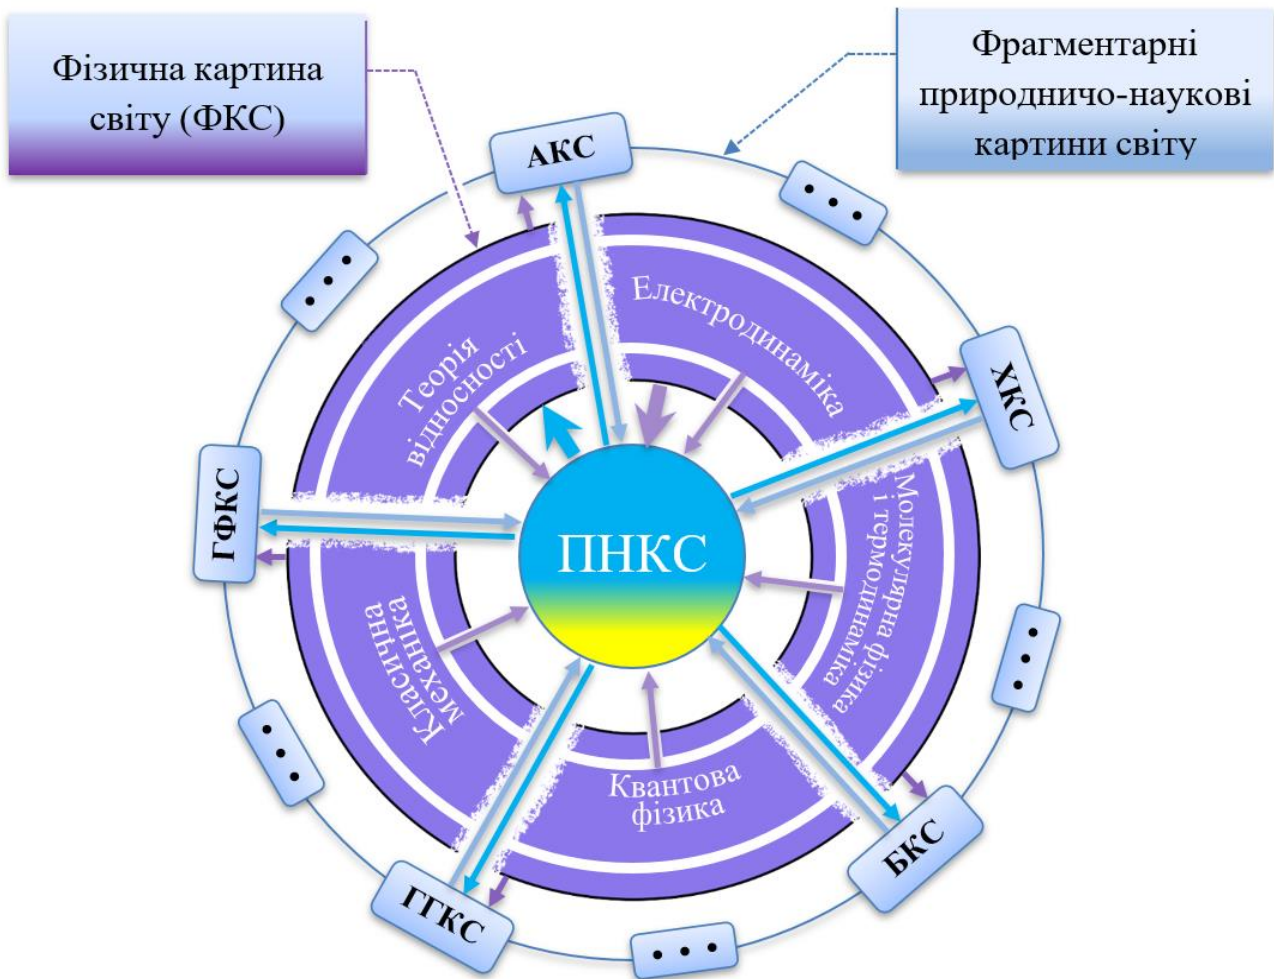 Фізична картина
світу (ФКС)
Фрагментарні
природничо-наукові
картини світу
АКС
• • •
• • •
Електродинаміка
Теорія
відносності
ХКС
ГФКС
Молекулярна фізика
і термодинаміка
ПНКС
Класична
механіка
• • •
• • •
Квантова
фізика
БКС
ГГКС
• • •